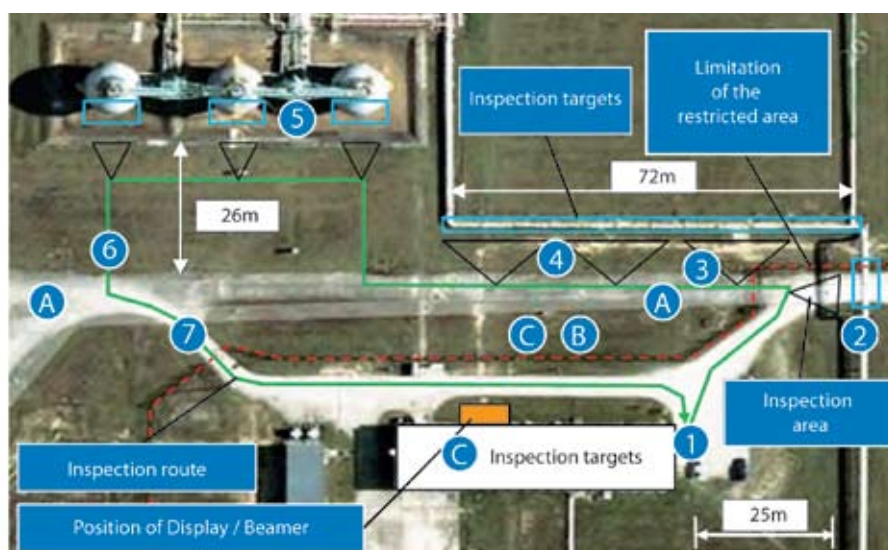 Limitation
of the
restricted area
Inspection targets
5
72m
26m
6
4
3
A
A
2
7
C
B
Inspection
area
1
C
Inspection targets
Inspection route
25m
Position of Display / Beamer